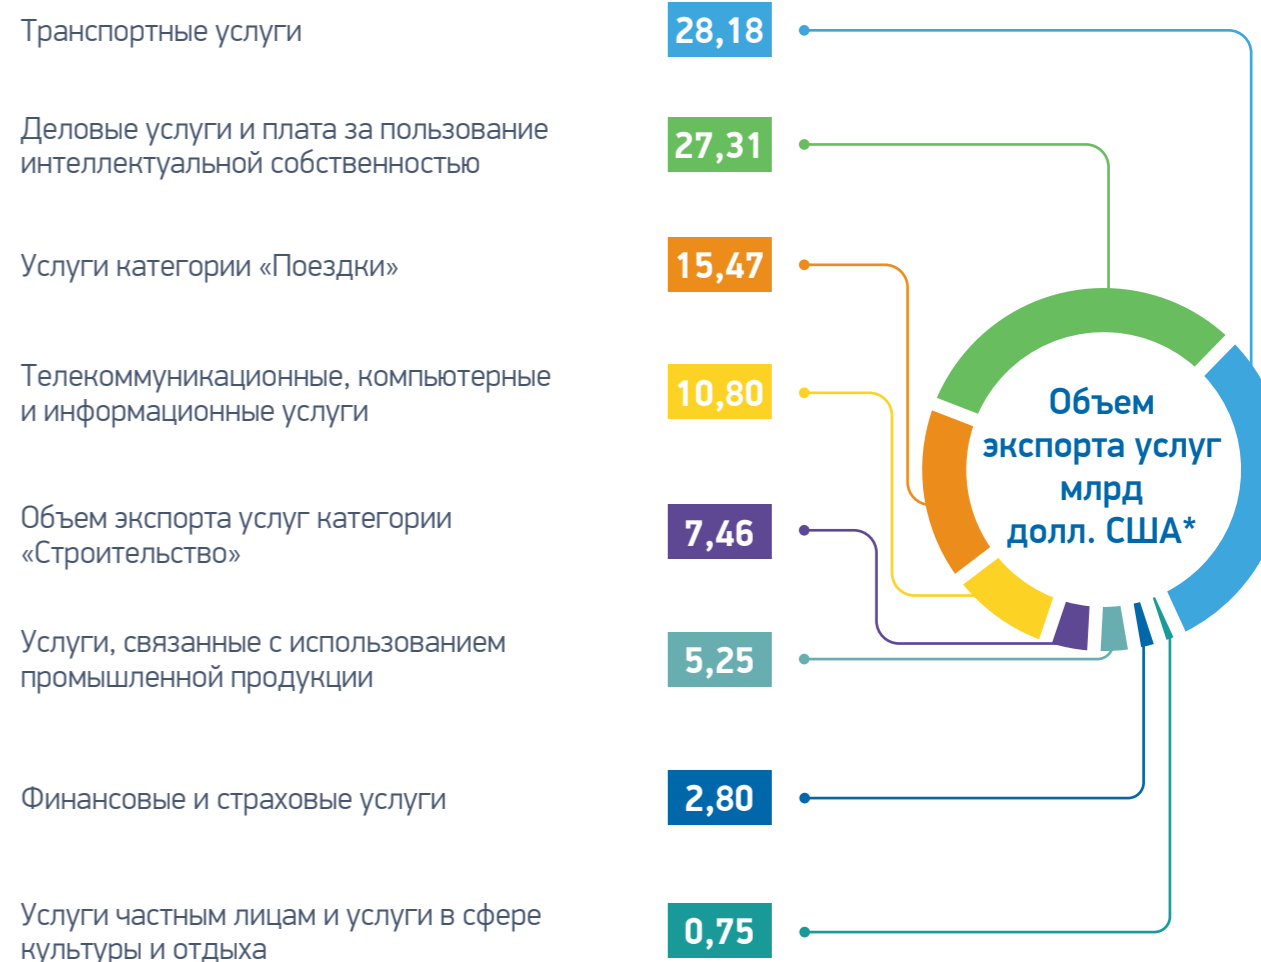 Транспортные услуги
28,18
Деловые услуги и плата за пользование
интеллектуальной собственностью
27,31
Услуги категории «Поездки»
15,47
Телекоммуникационные, компьютерные
и информационные услуги
10,80
Объем экспорта услуг категории
«Строительство»
7,46
Услуги, связанные с использованием
промышленной продукции
5,25
Финансовые и страховые услуги
2,80
Услуги частным лицам и услуги в сфере
культуры и отдыха
0,75
Объем
экспорта услуг
млрд
долл. США*